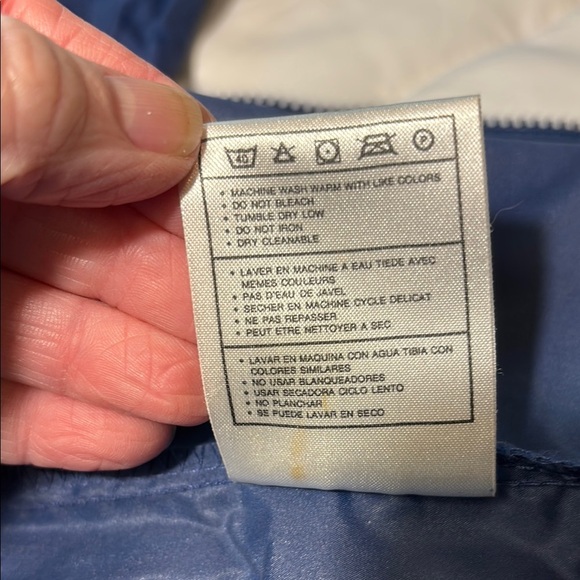 40 P
• MACHINE WASH WARM WITH LIKE COLORS
• DO NOT BLEACH
• TUMBLE DRY LOW
• DO NOT IRON
• DRY CLEANABLE
• LAVER EN MACHINE A EAU TIEDE AVEC
MEMES COULEURS
• PAS D'EAU DE JAVEL
• SECHER EN MACHINE CYCLE DELICAT
• NE PAS REPASSER
• PEUT ETRE NETTOYER A SEC
• LAVAR EN MAQUINA CON AGUA TIBIA CON
COLORES SIMILARES
• NO USAR BLANQUEADORES
• USAR SECADORA CICLO LENTO
• NO PLANCHAR
• SE PUEDE LAVAR EN SECO